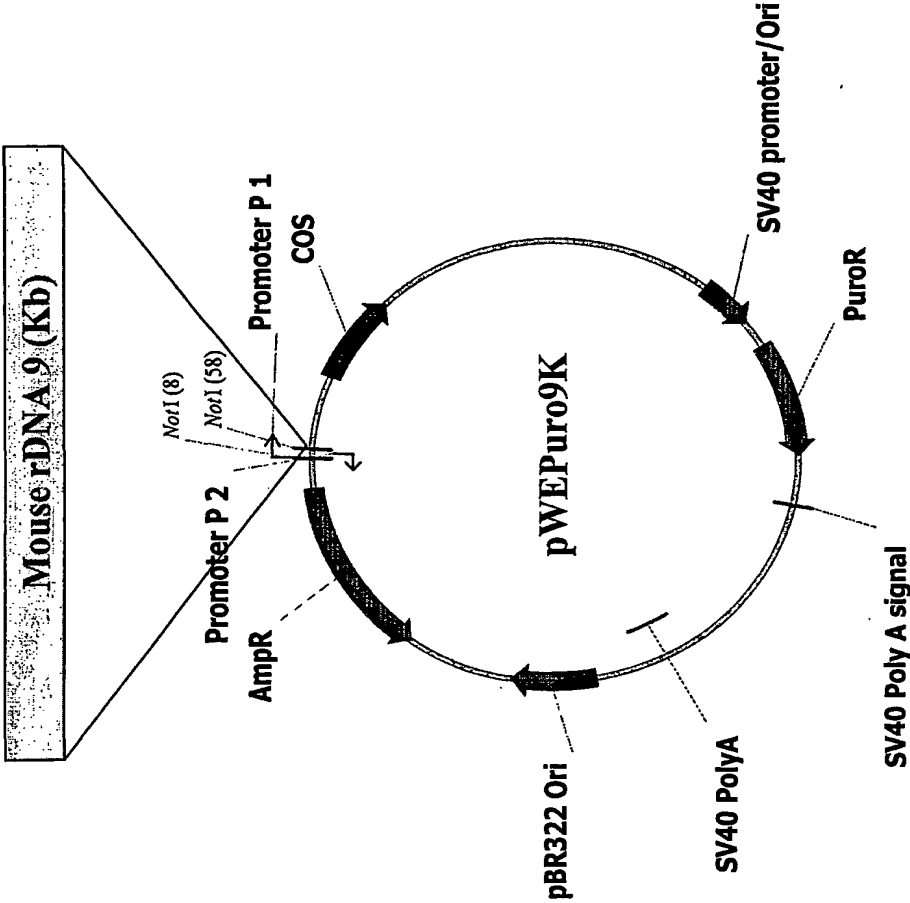 Mouse rDNA 9 (Kb)
NotI (8)
NotI (58)
Promoter P 1
COS
Promoter P 2
AmpR
SV40 promoter/Ori
PuroR
pWEPuro9K
SV40 Poly A signal
SV40 PolyA
pBR322 Ori